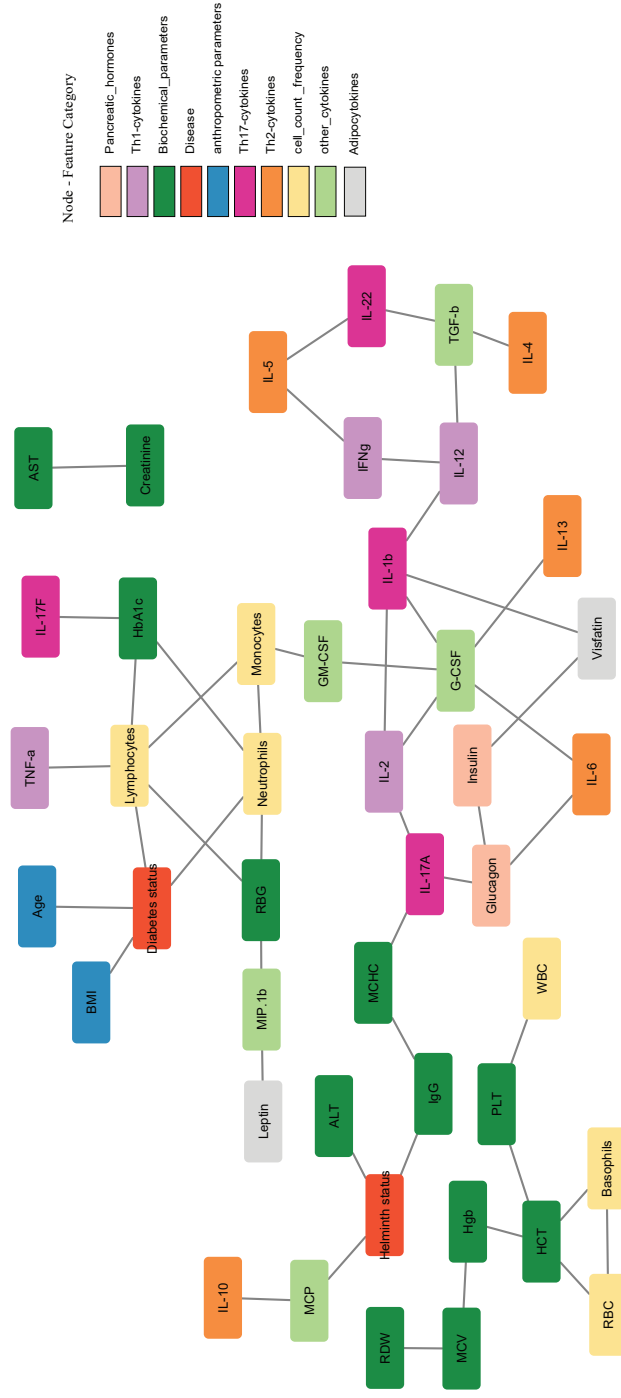 Node - Feature Category
Pancreatic_hormones
Th1-cytokines
Biochemical_parameters
Disease
anthropometric parameters
Th17-cytokines
Th2-cytokines
cell_count _frequency
other_cytokines
Adipocytokines
Age
TNF-a
IL-17F
AST
BMI
Diabetes status
Lymphocytes
HbA1c
Creatinine
IL-10
Leptin
MIP.1b
RBG
Neutrophils
Monocytes
IL-5
MCP
ALT
GM-CSF
IFNg
IL-22
RDW
Helminth status
MCHC
IL-2
IL-1b
IgG
IL-17A
MCV
Hgb
G-CSF
IL-12
TGF-b
PLT
Glucagon
Insulin
HCT
WBC
IL-13
IL-4
RBC
Basophils
IL-6
Visfatin